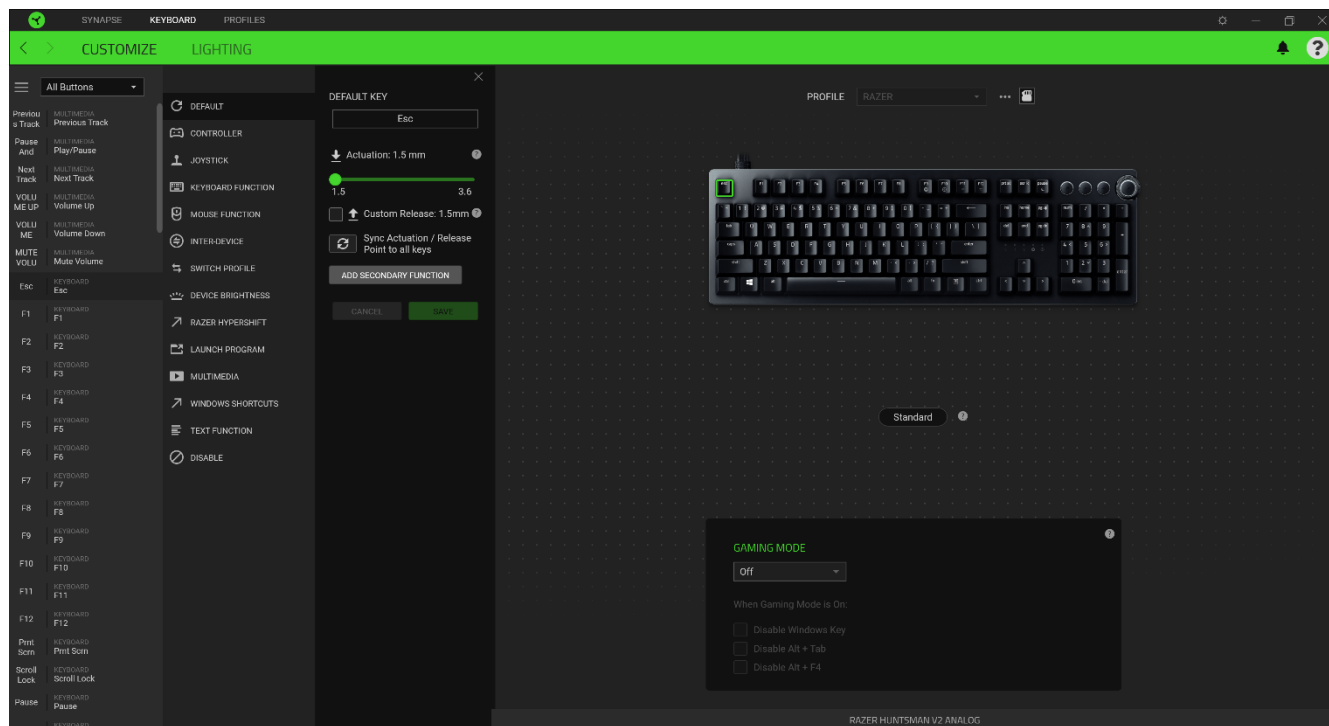 SYNAPSE KEYBOARD PROFILES
CUSTOMIZE LIGHTING
All Buttons
Previou
s Track
MULTIMEDIA
Previous Track
Pause
And
MULTIMEDIA
Play/Pause
Next
Track
MULTIMEDIA
Next Track
VOLU
ME UP
MULTIMEDIA
Volume Up
VOLU
ME
MULTIMEDIA
Volume Down
MUTE
VOLU
MULTIMEDIA
Mute Volume
Esc
KEYBOARD
Esc
F1
KEYBOARD
F1
F2
KEYBOARD
F2
F3
KEYBOARD
F3
F4
KEYBOARD
F4
F5
KEYBOARD
F5
F6
KEYBOARD
F6
F7
KEYBOARD
F7
F8
KEYBOARD
F8
F9
KEYBOARD
F9
F10
KEYBOARD
F10
F11
KEYBOARD
F11
F12
KEYBOARD
F12
Prnt
Scrn
KEYBOARD
Prnt Scrn
Scroll
Lock
KEYBOARD
Scroll Lock
Pause
KEYBOARD
Pause
KEYBOARD
DEFAULT
CONTROLLER
JOYSTICK
KEYBOARD FUNCTION
MOUSE FUNCTION
INTER-DEVICE
SWITCH PROFILE
DEVICE BRIGHTNESS
RAZER HYPERSHIFT
LAUNCH PROGRAM
MULTIMEDIA
WINDOWS SHORTCUTS
TEXT FUNCTION
DISABLE
DEFAULT KEY
Esc
Actuation: 1.5 mm
1.5 3.6
Custom Release: 1.5mm
Sync Actuation / Release
Point to all keys
ADD SECONDARY FUNCTION
CANCEL SAVE
PROFILE RAZER
Standard
GAMING MODE
Off
When Gaming Mode is On:
Disable Windows Key
Disable Alt + Tab
Disable Alt + F4
RAZER HUNTSMAN V2 ANALOG